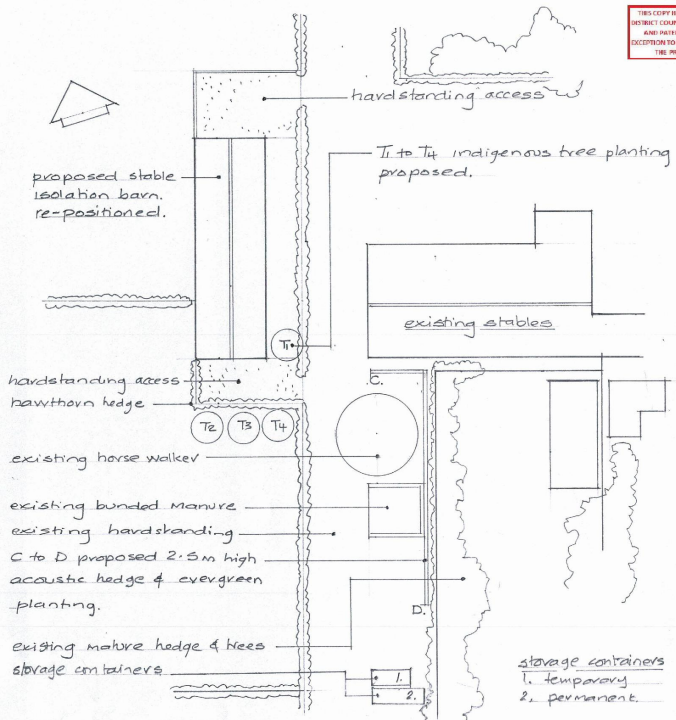 THIS COPY
DISTRICT COUN
AND PATE
EXCEPTION TO
THE PR
hardstanding access
T1 to T4 indigenous tree planting
proposed.
proposed stable
isolation barn.
re-positioned.
existing stables
T1
hardstanding access
hawthorn hedge
C.
T2 T3 T4
existing horse walker
existing bunded manure
existing hardstanding
C to D proposed 2.5m high
acoustic hedge & evergreen
planting.
D.
existing mature hedge & trees
storage containers
1.
2.
storage containers
1. temporary
2, permanent.